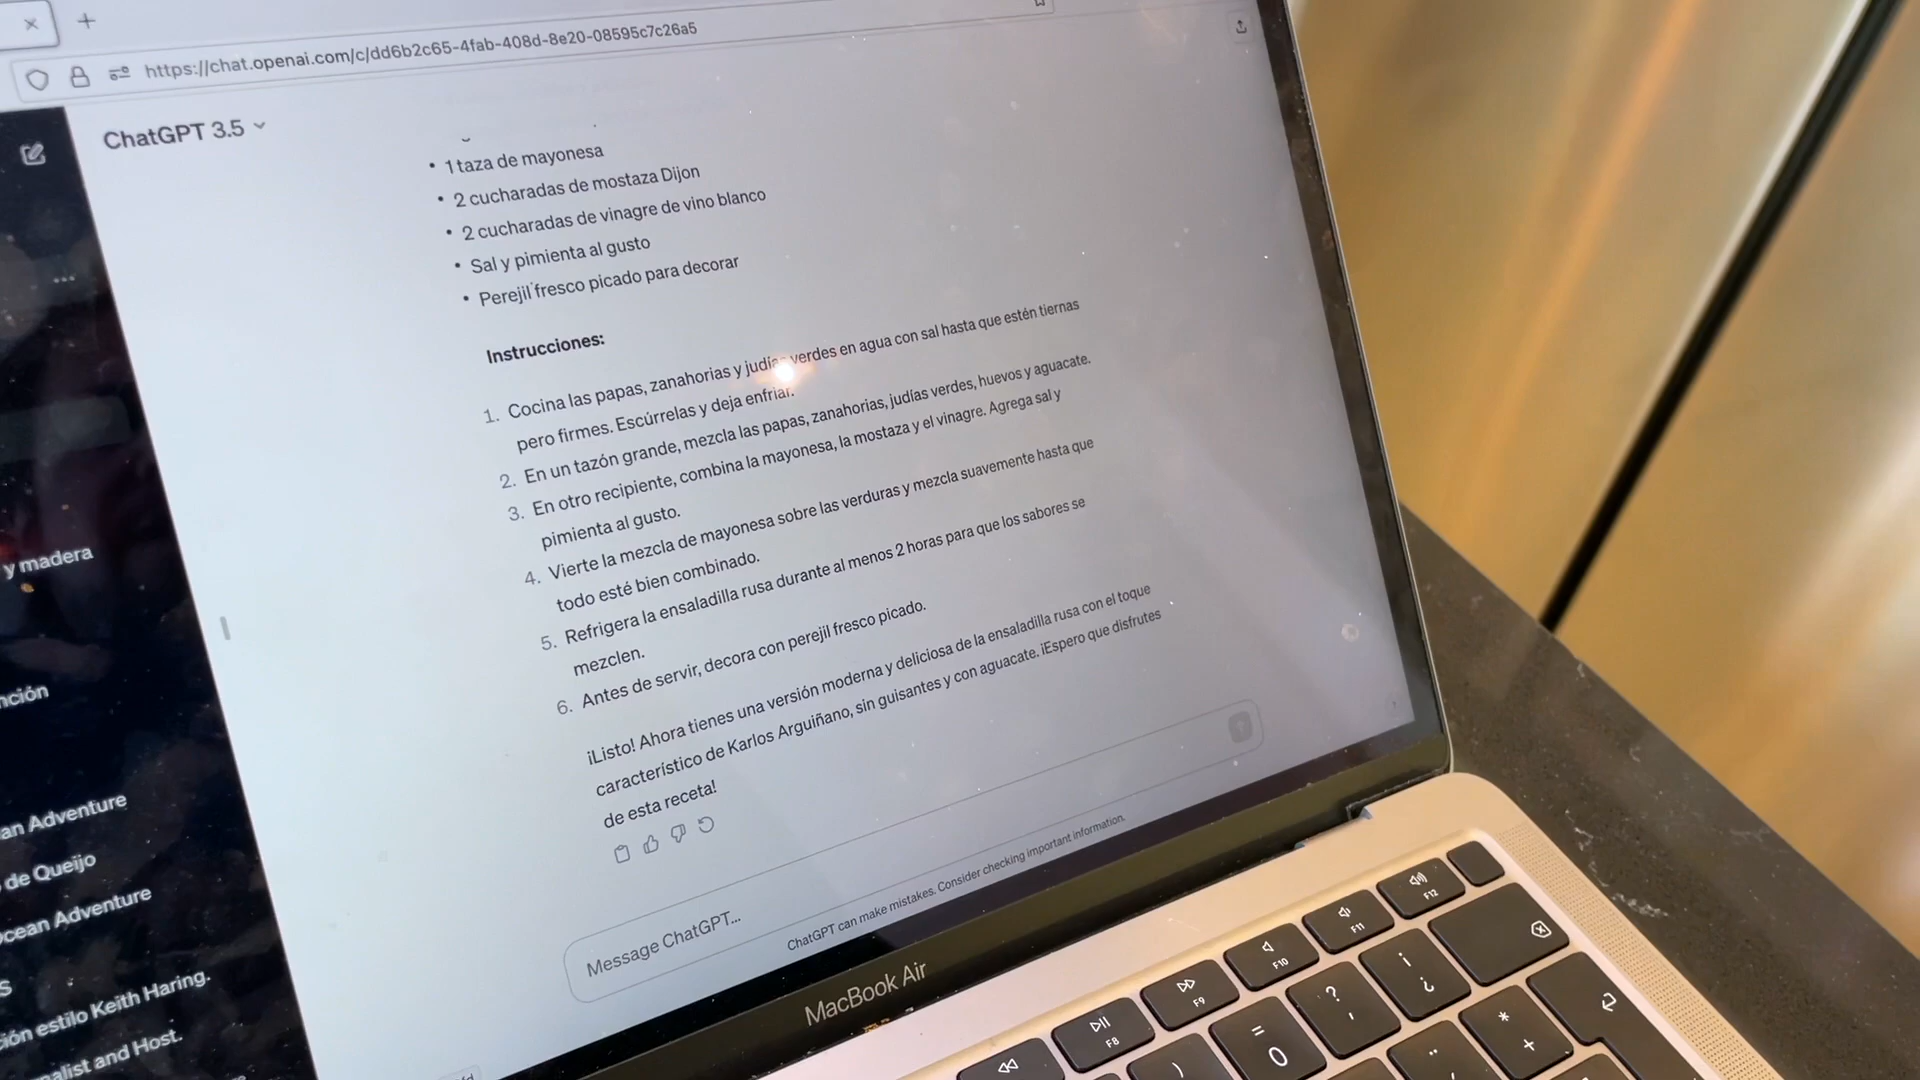 https://chat.openai.com/c/dd6b2c65-4fab-408d-8e20-08595c7c26a5
ChatGPT 3.5
• 1 taza de mayonesa
• 2 cucharadas de mostaza Dijon
• 2 cucharadas de vinagre de vino blanco
• Sal y pimienta al gusto
• Perejil fresco picado para decorar
Instrucciones:
1. Cocina las papas, zanahorias y judías verdes en agua con sal hasta que estén tiernas
pero firmes. Escúrrelas y deja enfriar.
2. En un tazón grande, mezcla las papas, zanahorias, judías verdes, huevos y aguacate.
3. En otro recipiente, combina la mayonesa, la mostaza y el vinagre. Agrega sal y
pimienta al gusto.
4. Vierte la mezcla de mayonesa sobre las verduras y mezcla suavemente hasta que
todo esté bien combinado.
5. Refrigera la ensaladilla rusa durante al menos 2 horas para que los sabores se
mezclen.
6. Antes de servir, decora con perejil fresco picado.
¡Listo! Ahora tienes una versión moderna y deliciosa de la ensaladilla rusa con el toque
característico de Karlos Arguiñano, sin guisantes y con aguacate. ¡Espero que disfrutes
de esta receta!
Message ChatGPT...
ChatGPT can make mistakes. Consider checking important information.
y madera
Adventure
de Queijo
Adventure
estilo Keith Haring.
and Host.
MacBook Air
F8
F9
F10
F11
F12
) = 0 ? ' ¡ ¿ * +